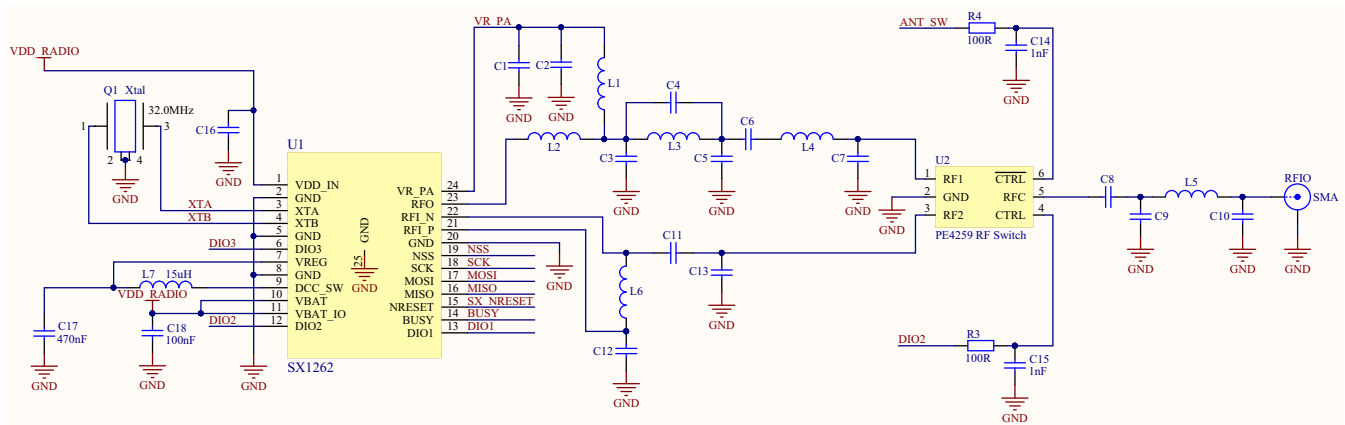 VR_PA
ANT_SW
R4
100R
C14
1nF
GND
VDD_RADIO
C1
C2
GND
GND
L1
Q1 Xtal
32.0MHz
1
3
2
4
GND
C16
GND
C4
L2
C3
GND
L3
C5
GND
C6
L4
C7
GND
U1
1
VDD_IN
2
GND
3
XTA
4
XTB
5
GND
6
DIO3
7
VREG
8
GND
9
DCC_SW
10
VBAT
11
VBAT_IO
12
DIO2
XTA
XTB
DIO3
DIO2
25
GND
GND
24
VR_PA
23
RFO
22
RFI_N
21
RFI_P
20
GND
19
NSS
18
SCK
17
MOSI
16
MISO
15
NRESET
14
BUSY
13
DIO1
NSS
SCK
MOSI
MISO
SX_NRESET
BUSY
DIO1
SX1262
GND
L7 15uH
VDD_RADIO
C17
470nF
GND
C18
100nF
GND
GND
C11
L6
C13
GND
C12
GND
U2
1
RF1
2
GND
3
RF2
6
CTRL
5
RFC
4
CTRL
PE4259 RF Switch
GND
C8
C9
GND
L5
C10
GND
RFIO
SMA
GND
DIO2
R3
100R
C15
1nF
GND